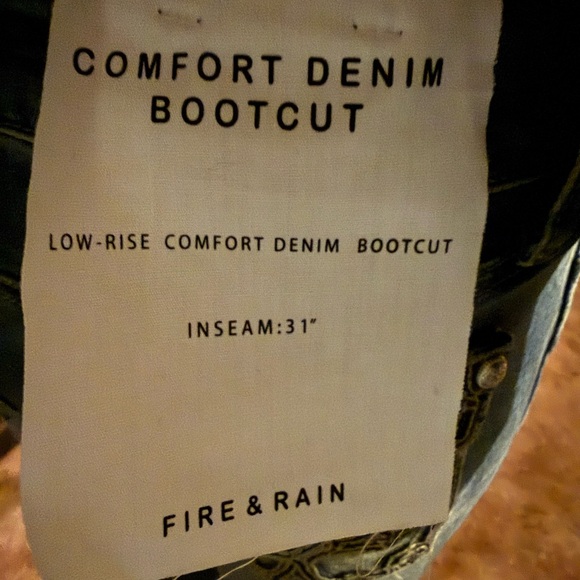 COMFORT DENIM
BOOTCUT
LOW-RISE COMFORT DENIM BOOTCUT
INSEAM:31"
FIRE & RAIN